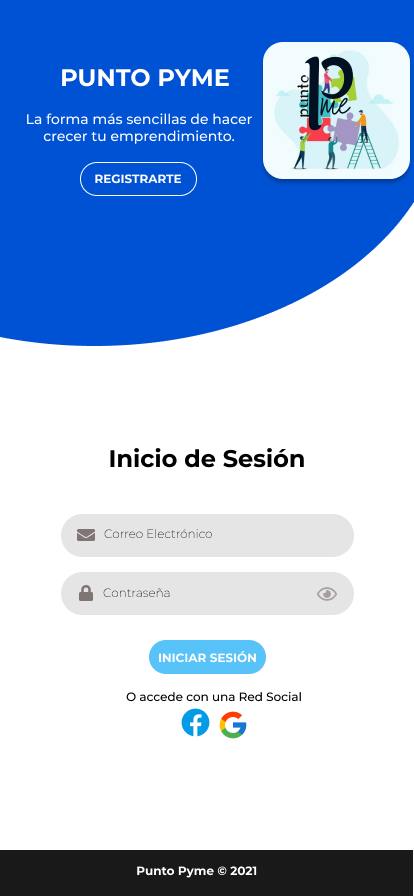 PUNTO PYME
La forma más sencillas de hacer
crecer tu emprendimiento.
REGISTRARTE
punto
pyme
Inicio de Sesión
Correo Electrónico
Contraseña
INICIAR SESIÓN
O accede con una Red Social
Punto Pyme © 2021